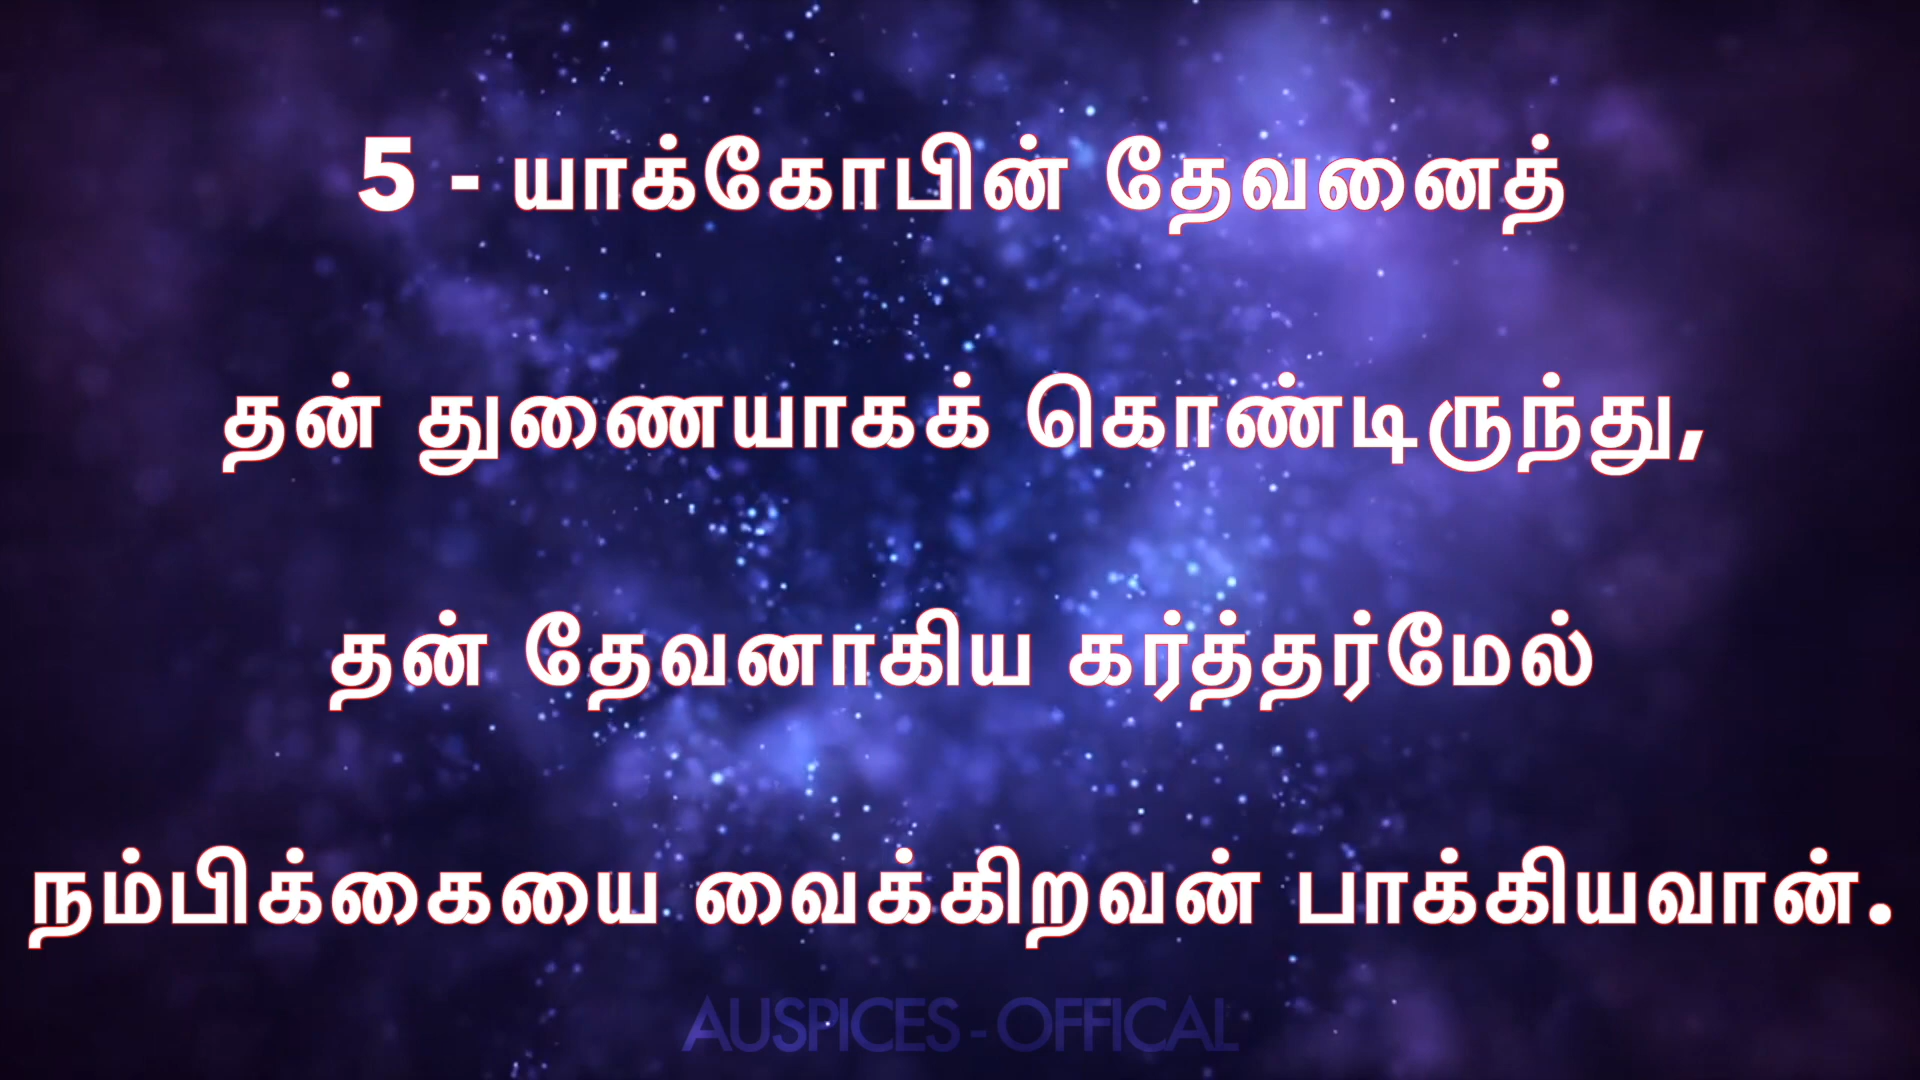 5 - யாக்கோபின் தேவனைத்
தன் துணையாகக் கொண்டிருந்து,
தன் தேவனாகிய கர்த்தர்மேல்
நம்பிக்கையை வைக்கிறவன் பாக்கியவான்.
AUSPICES - OFFICAL